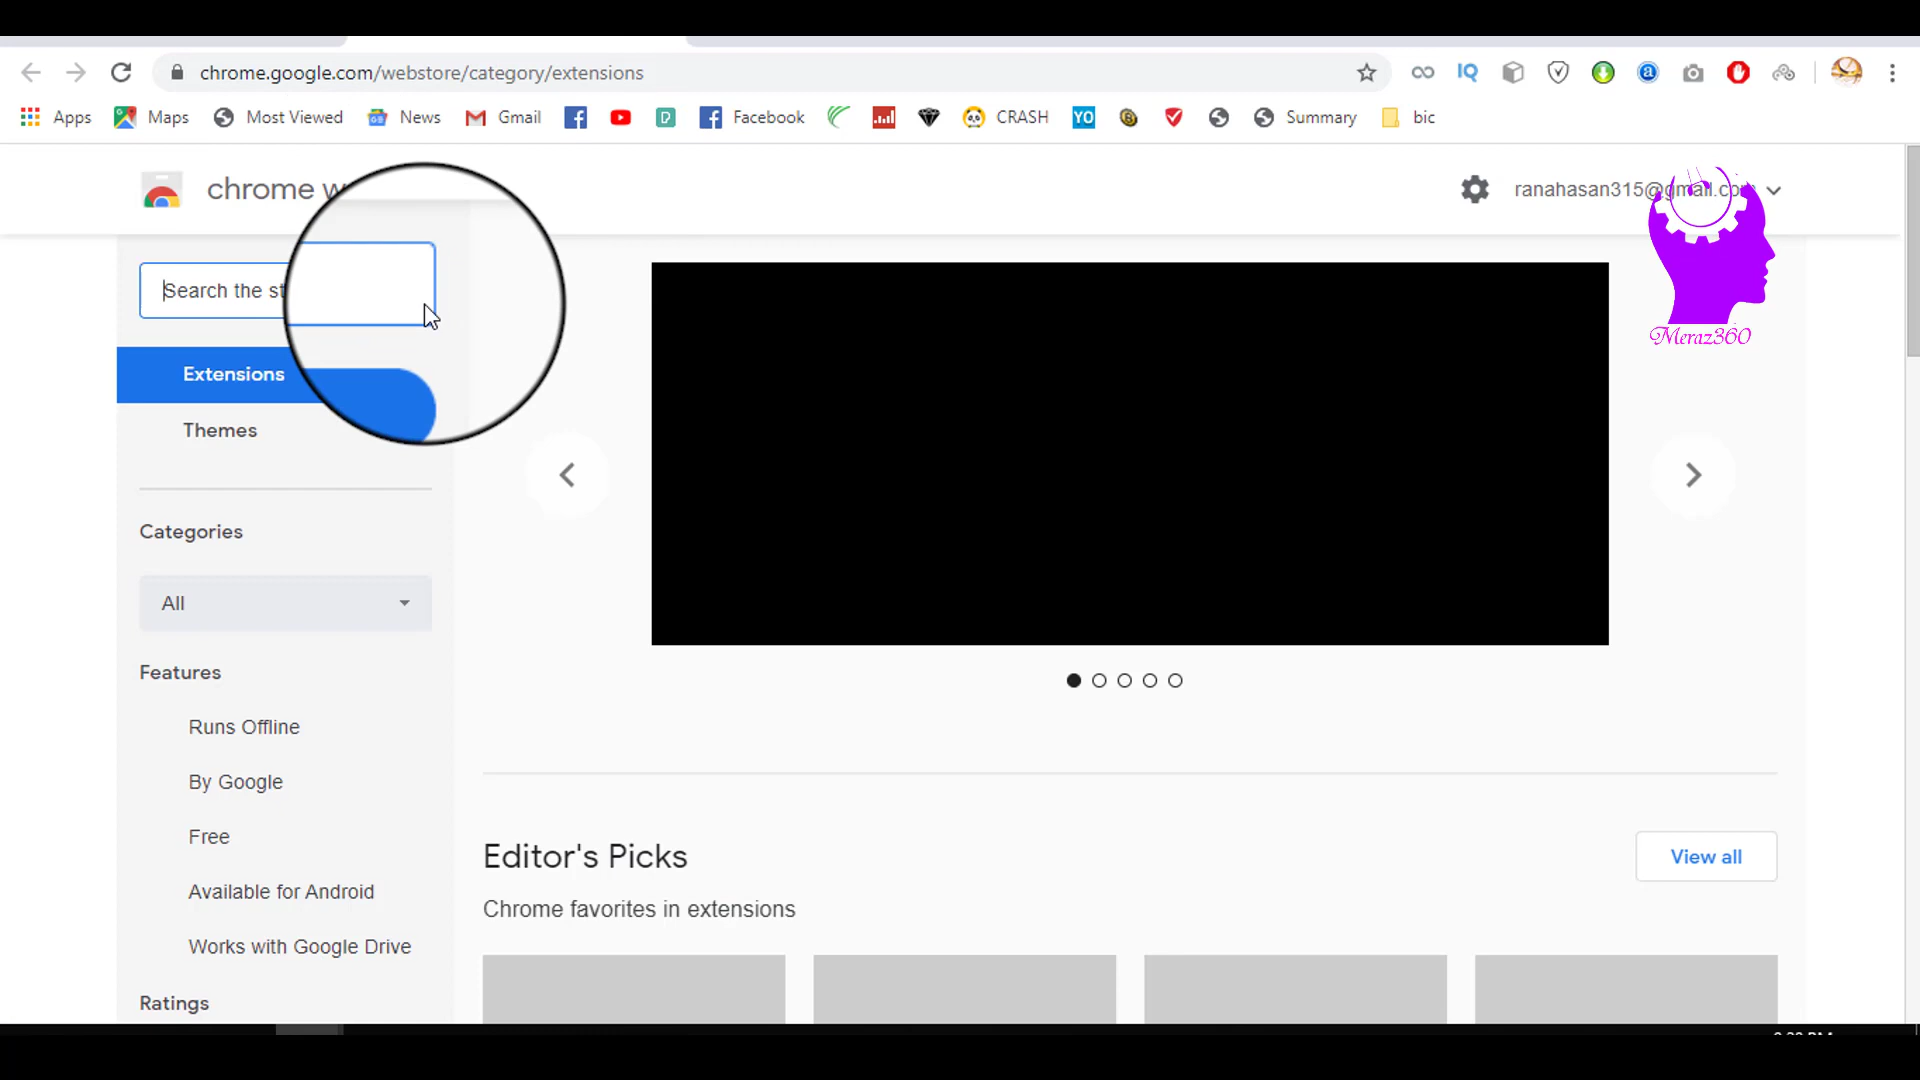 chrome.google.com/webstore/category/extensions
Apps Maps Most Viewed News Gmail Facebook CRASH YO Summary bic
IQ
chrome w
ranahasan315@gmail.co
Meraz360
Search the st
Extensions
Themes
Categories
All
Features
Runs Offline
By Google
Free
Available for Android
Works with Google Drive
Ratings
Editor's Picks
View all
Chrome favorites in extensions